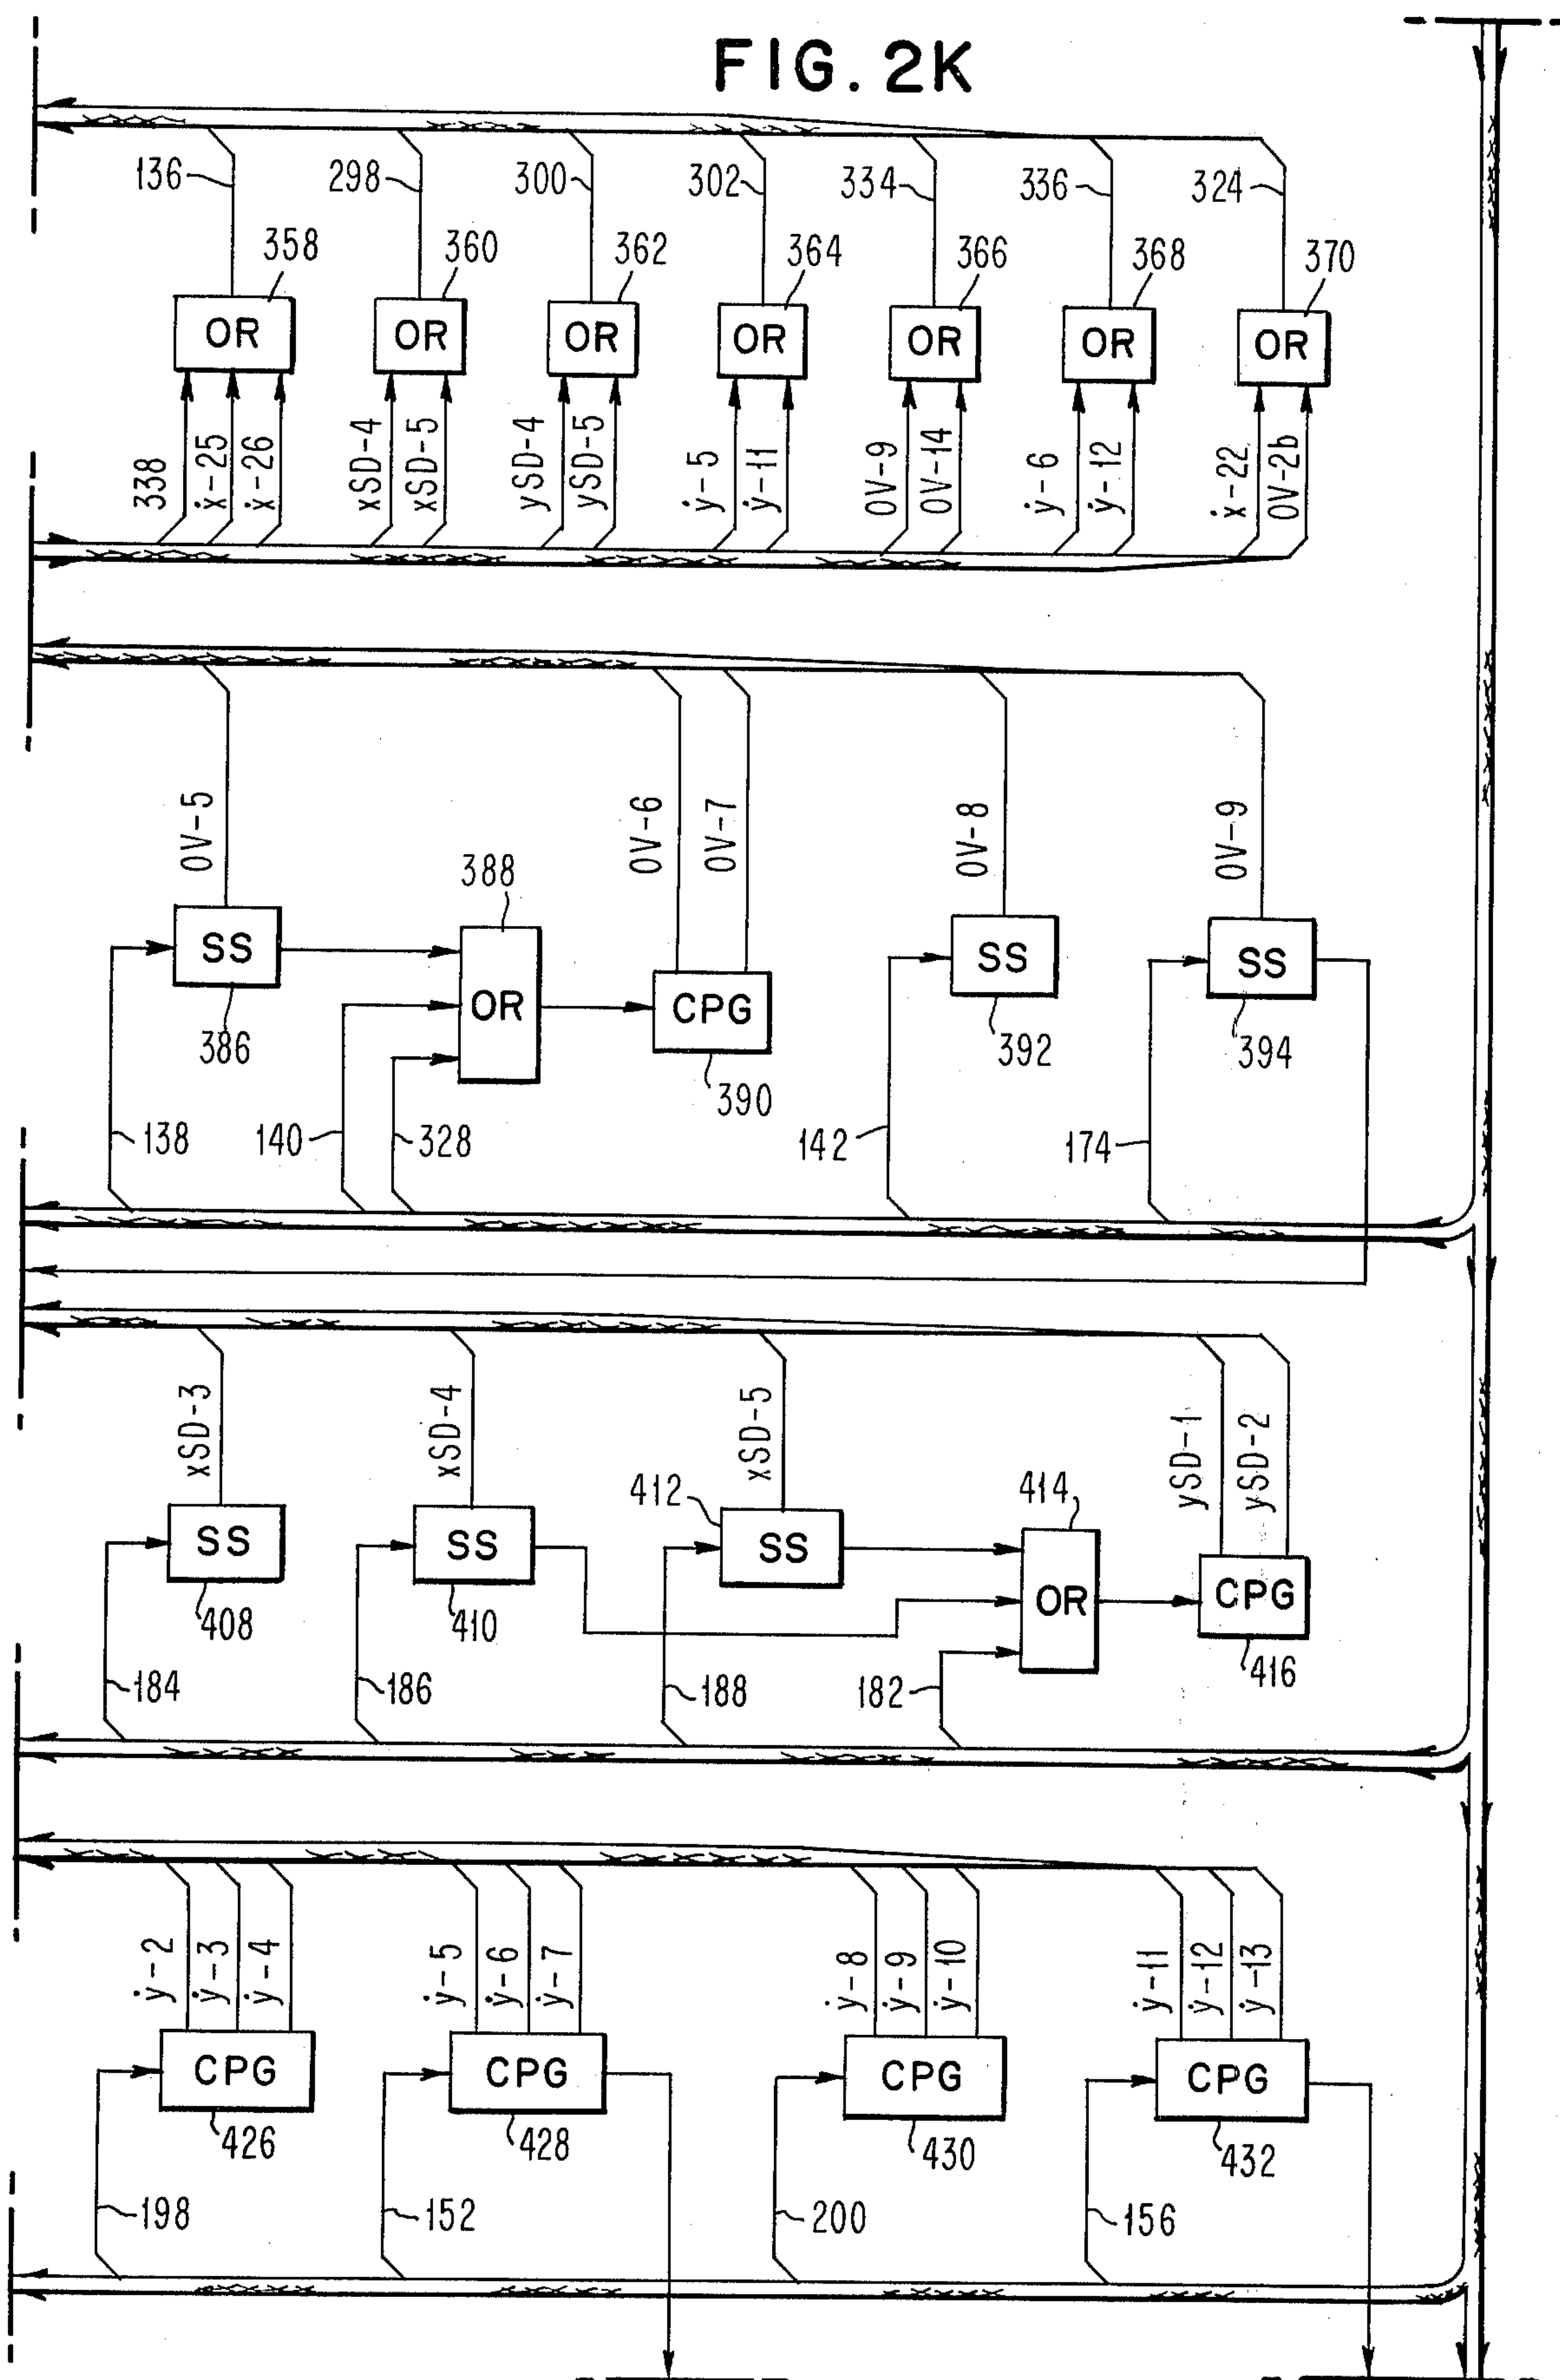 FIG. 2K
136 298 300 302 334 336 324
358 360 362 364 366 368 370
OR OR OR OR OR OR OR
338 ẋ-25 ẋ-26 xSD-4 xSD-5 ySD-4 ySD-5 ẏ-5 ẏ-11 OV-9 OV-14 ẏ-6 ẏ-12 ẋ-22 OV-2b
OV-5 OV-6 OV-7 OV-8 OV-9
388
SS OR CPG SS SS
386 390 392 394
138 140 328 142 174
xSD-3 xSD-4 xSD-5 ySD-1 ySD-2
412 414
SS SS SS OR CPG
408 410 416
184 186 188 182
ẏ-2 ẏ-3 ẏ-4 ẏ-5 ẏ-6 ẏ-7 ẏ-8 ẏ-9 ẏ-10 ẏ-11 ẏ-12 ẏ-13
CPG CPG CPG CPG
426 428 430 432
198 152 200 156